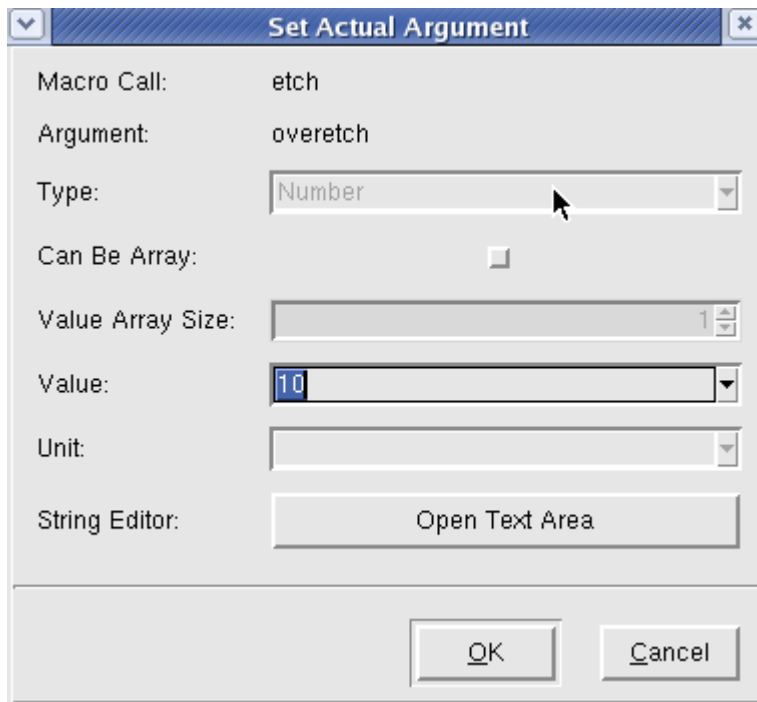 Set Actual Argument
Macro Call: etch
Argument: overetch
Type: Number
Can Be Array:
Value Array Size: 1
Value: 10
Unit:
String Editor: Open Text Area
OK Cancel